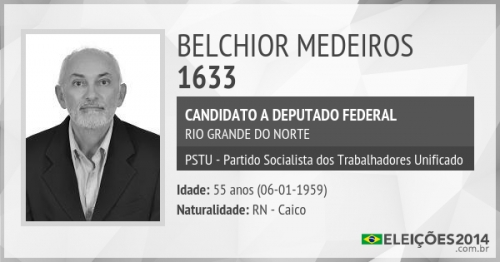 BELCHIOR MEDEIROS
1633
CANDIDATO A DEPUTADO FEDERAL
RIO GRANDE DO NORTE
PSTU - Partido Socialista dos Trabalhadores Unificado
Idade: 55 anos (06-01-1959)
Naturalidade: RN - Caico
ELEIÇÕES2014
.com.br